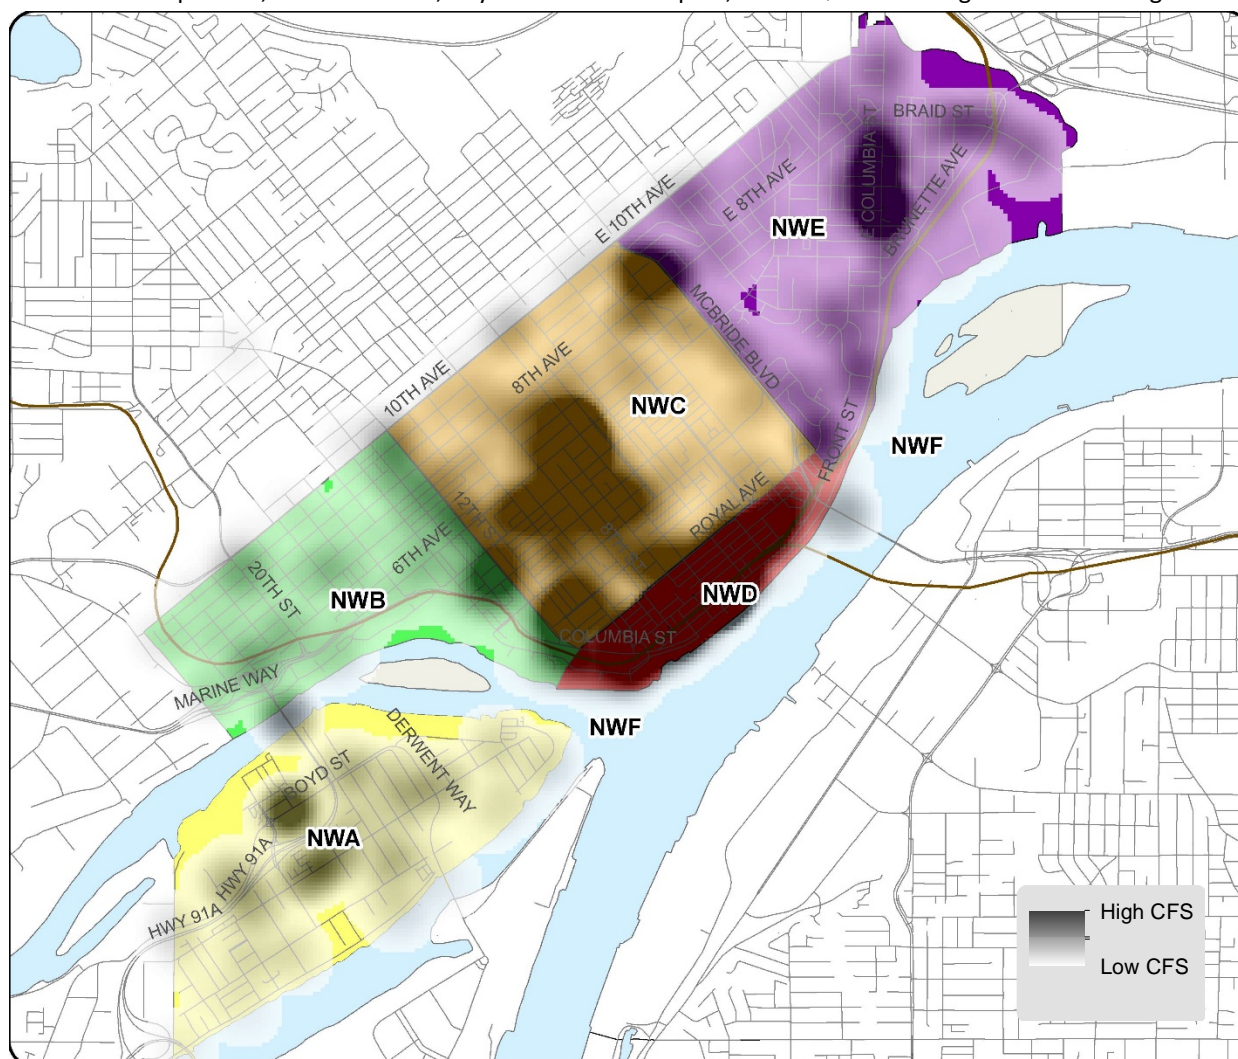 BRAID ST
E COLUMBIA ST
BRUNETTE AVE
E 8TH AVE
E 10TH AVE
NWE
MCBRIDE BLVD
8TH AVE
10TH AVE
NWC
FRONT ST
NWF
ROYAL AVE
12TH
6TH AVE
20TH ST
NWB
NWD
COLUMBIA ST
MARINE WAY
NWF
DERWENT WAY
BOYD ST
NWA
HWY 91A
HWY 91A
High CFS
Low CFS